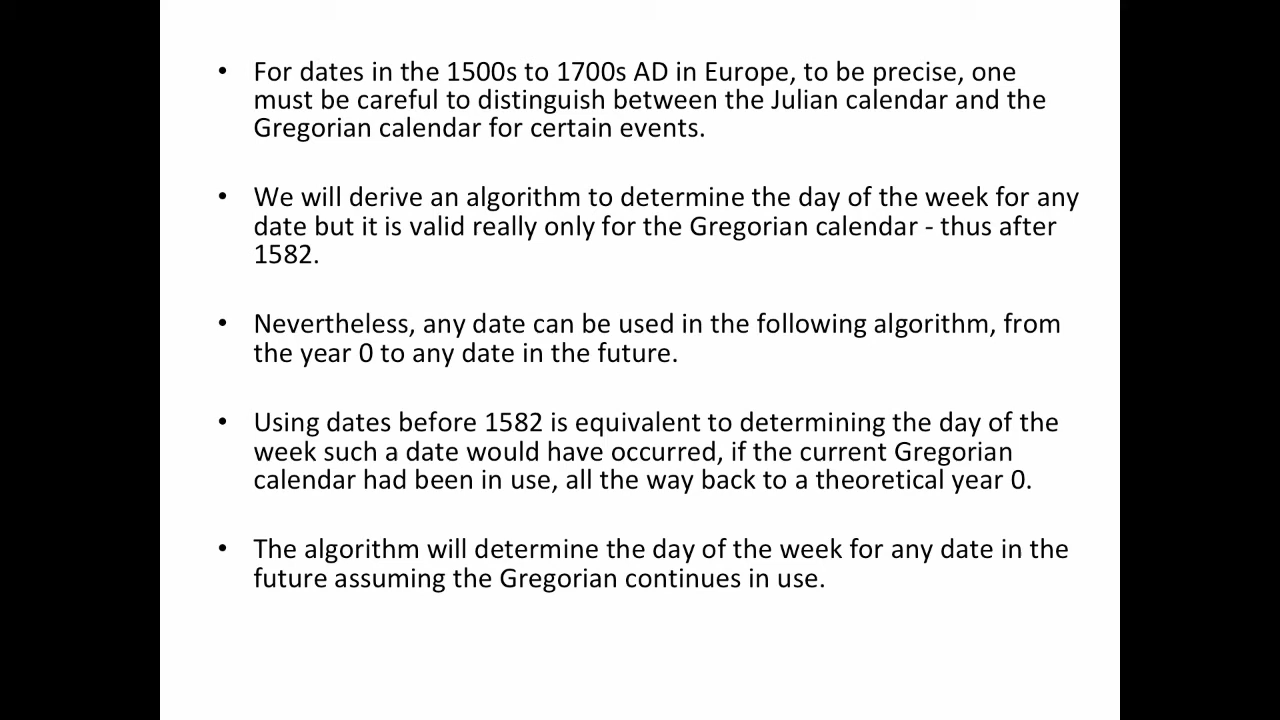 • For dates in the 1500s to 1700s AD in Europe, to be precise, one
must be careful to distinguish between the Julian calendar and the
Gregorian calendar for certain events.
• We will derive an algorithm to determine the day of the week for any
date but it is valid really only for the Gregorian calendar - thus after
1582.
• Nevertheless, any date can be used in the following algorithm, from
the year 0 to any date in the future.
• Using dates before 1582 is equivalent to determining the day of the
week such a date would have occurred, if the current Gregorian
calendar had been in use, all the way back to a theoretical year 0.
• The algorithm will determine the day of the week for any date in the
future assuming the Gregorian continues in use.